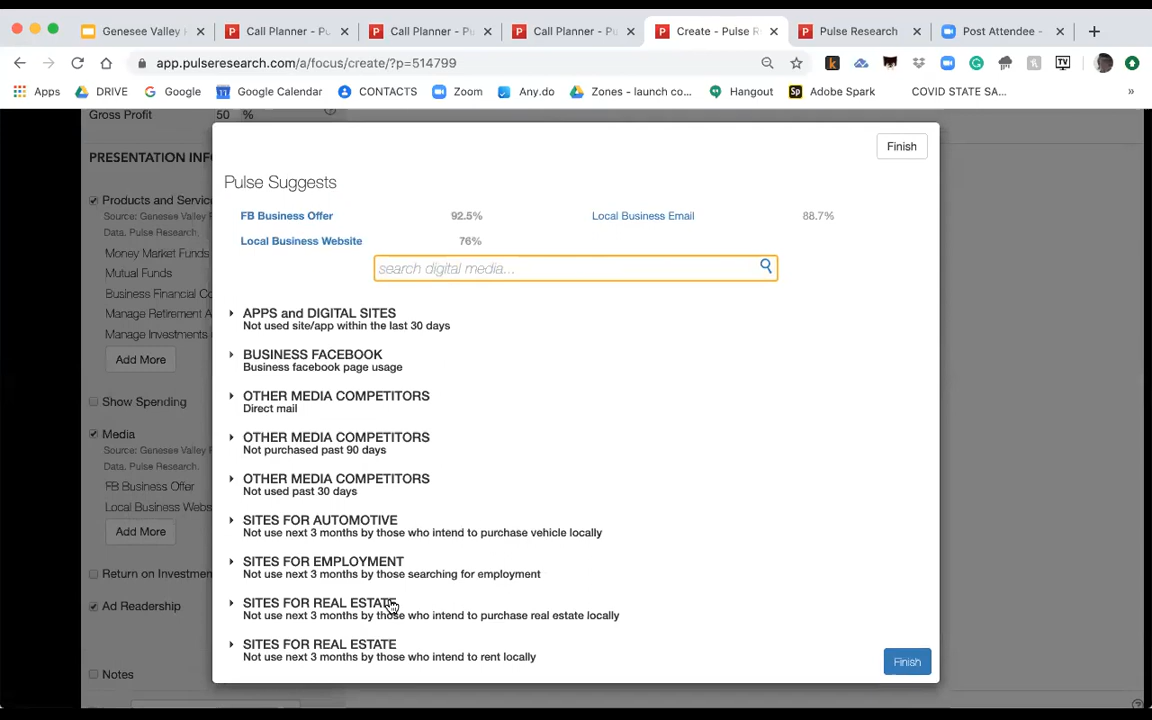 Genesee Valley
Call Planner - Pu
Call Planner - Pu
Call Planner - Pu
Create - Pulse R
Pulse Research
Post Attendee -
app.pulseresearch.com/a/focus/create/?p=514799
Apps
DRIVE
Google
Google Calendar
CONTACTS
Zoom
Any.do
Zones - launch co...
Hangout
Adobe Spark
COVID STATE SA...
»
Gross Profit 50 %
PRESENTATION INF
Products and Servic
Source: Genesee Valley
Data, Pulse Research,
Money Market Funds
Mutual Funds
Business Financial Co
Manage Retirement A
Manage Investments
Add More
Show Spending
Media
Source: Genesee Valley
Data, Pulse Research,
FB Business Offer
Local Business Webs
Add More
Return on Investmen
Ad Readership
Notes
Finish
Pulse Suggests
FB Business Offer 92.5% Local Business Email 88.7%
Local Business Website 76%
search digital media...
APPS and DIGITAL SITES
Not used site/app within the last 30 days
BUSINESS FACEBOOK
Business facebook page usage
OTHER MEDIA COMPETITORS
Direct mail
OTHER MEDIA COMPETITORS
Not purchased past 90 days
OTHER MEDIA COMPETITORS
Not used past 30 days
SITES FOR AUTOMOTIVE
Not use next 3 months by those who intend to purchase vehicle locally
SITES FOR EMPLOYMENT
Not use next 3 months by those searching for employment
SITES FOR REAL ESTATE
Not use next 3 months by those who intend to purchase real estate locally
SITES FOR REAL ESTATE
Not use next 3 months by those who intend to rent locally
Finish